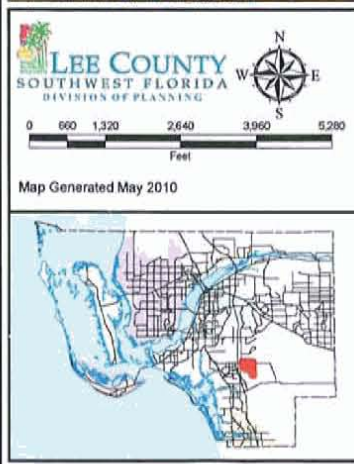 LEE COUNTY
SOUTHWEST FLORIDA
DIVISION OF PLANNING
N
W E
S
0 660 1,320 2,640 3,960 5,280
Feet
Map Generated May 2010